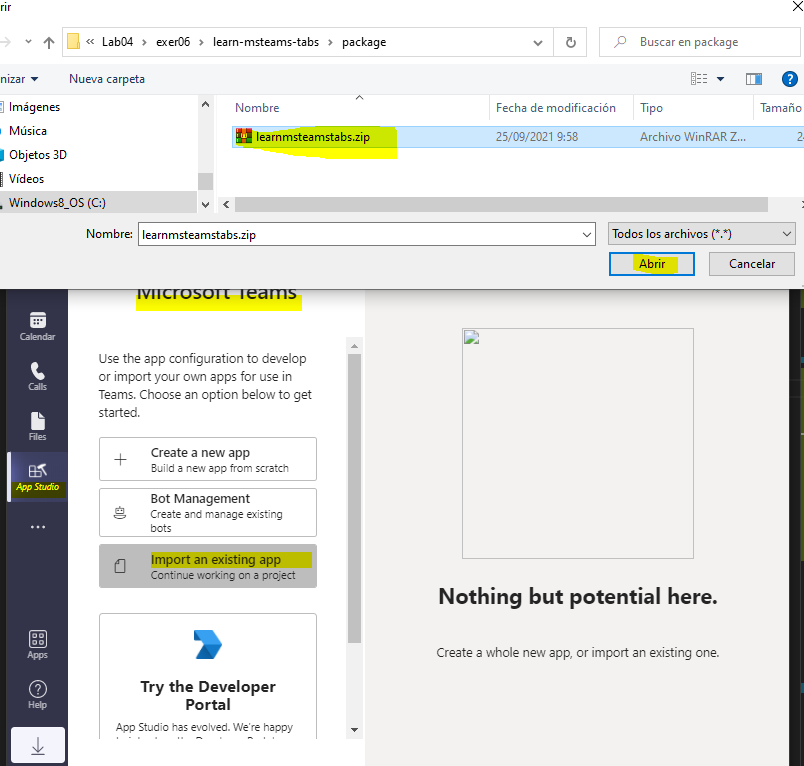 rir
« Lab04 › exer06 › learn-msteams-tabs › package
Buscar en package
nizar
Nueva carpeta
Imágenes
Música
Objetos 3D
Vídeos
Windows8_OS (C:)
Nombre
Fecha de modificación
Tipo
Tamaño
learnmsteamstabs.zip
25/09/2021 9:58
Archivo WinRAR Z...
Nombre:
learnmsteamstabs.zip
Todos los archivos (*.*)
Abrir
Cancelar
Calendar
Calls
Files
App Studio
Apps
Help
Microsoft Teams
Use the app configuration to develop
or import your own apps for use in
Teams. Choose an option below to get
started.
Create a new app
Build a new app from scratch
Bot Management
Create and manage existing
bots
Import an existing app
Continue working on a project
Try the Developer
Portal
App Studio has evolved. We're happy
Nothing but potential here.
Create a whole new app, or import an existing one.